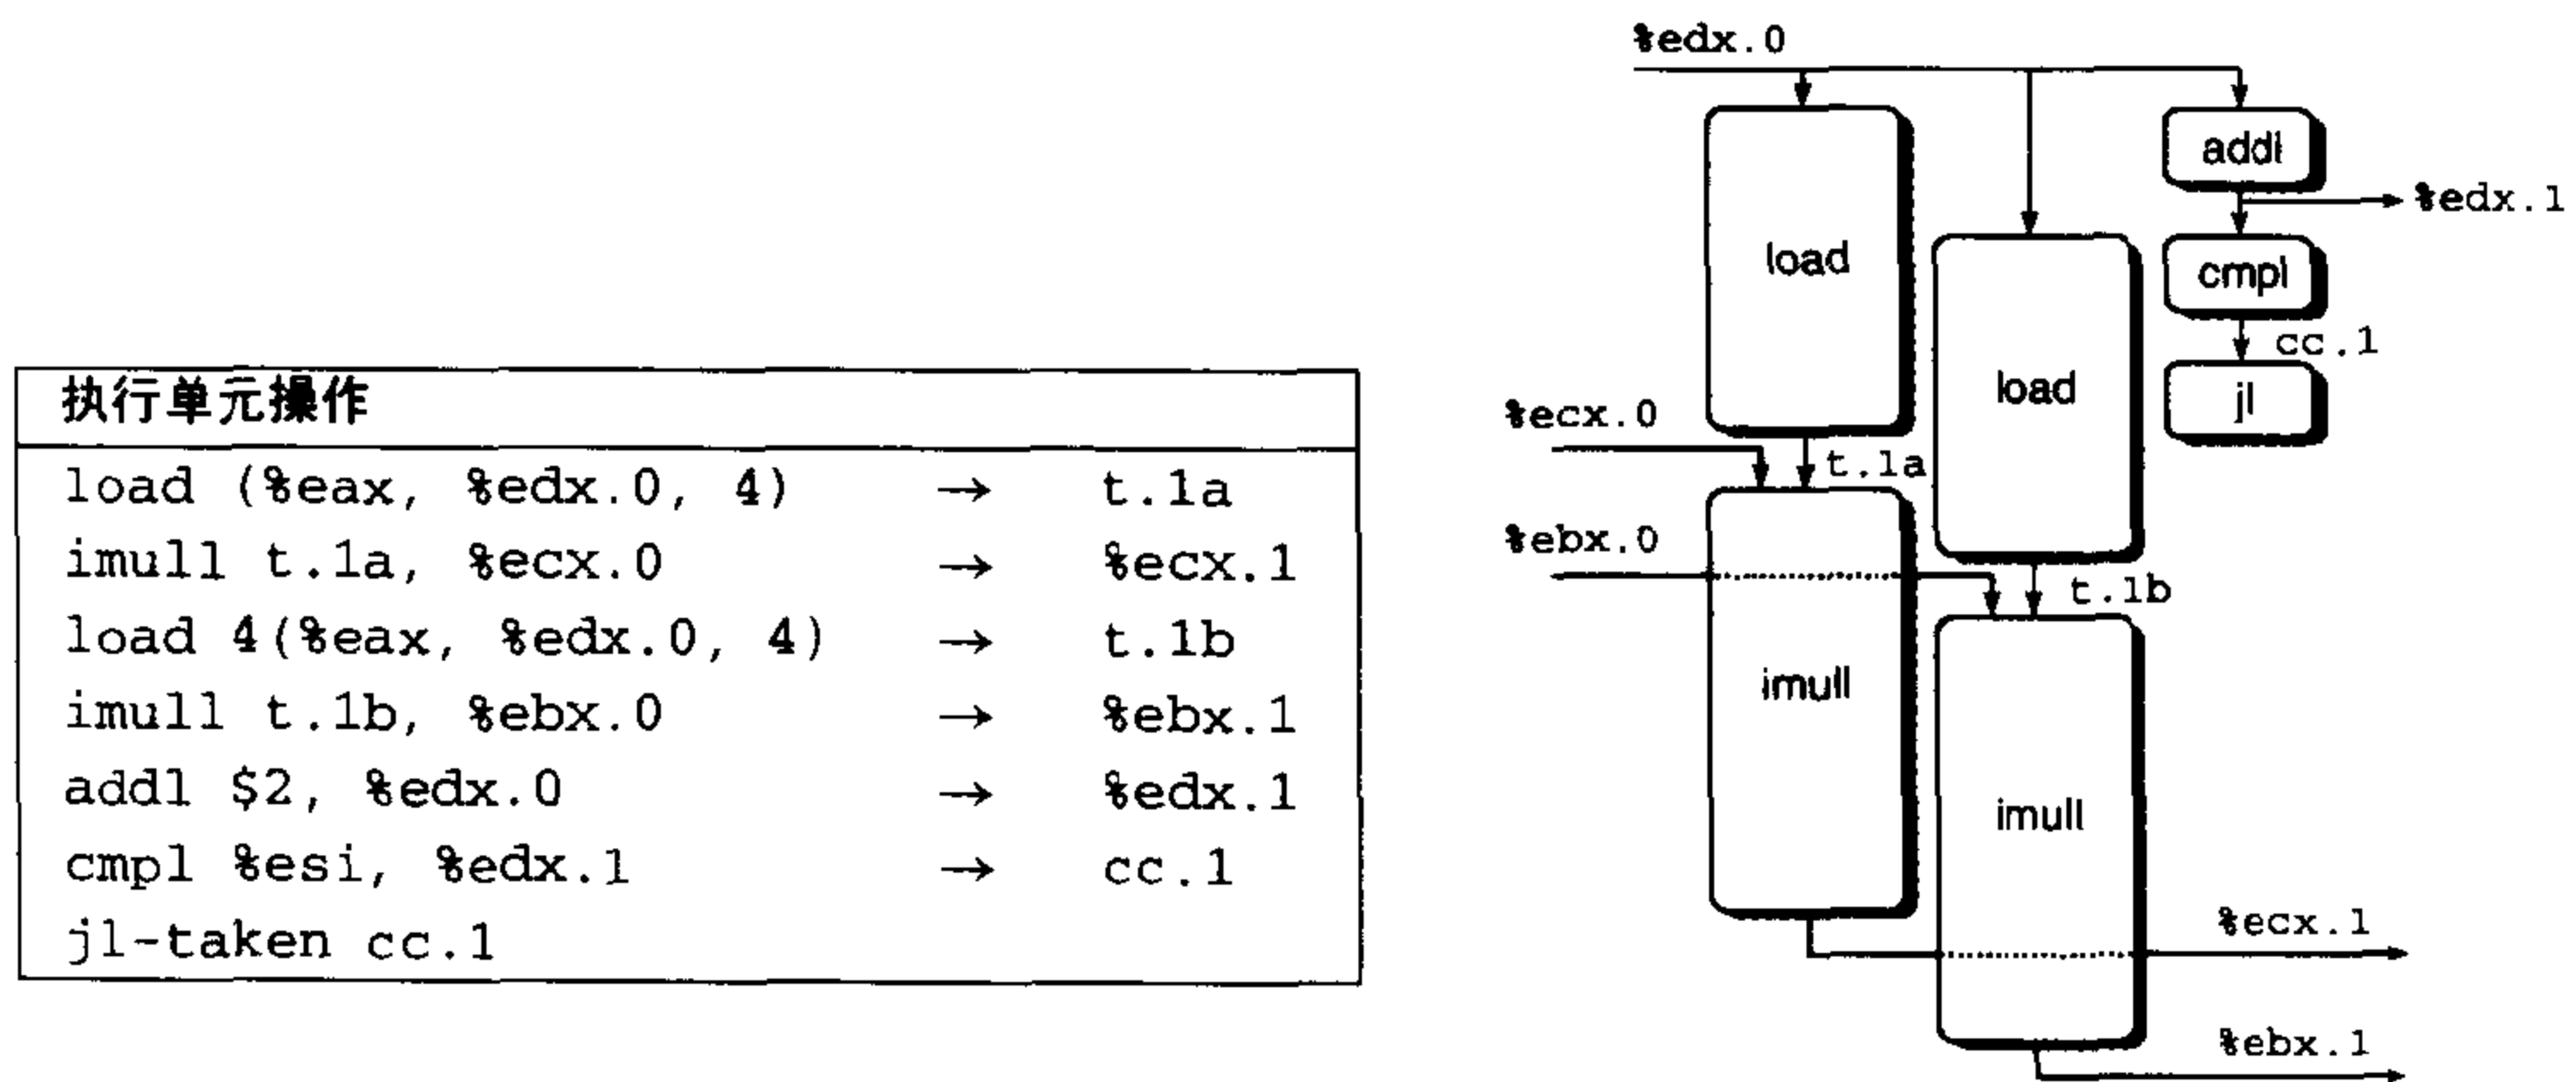 执行单元操作
load (%eax, %edx.0, 4) → t.1a
imull t.1a, %ecx.0 → %ecx.1
load 4(%eax, %edx.0, 4) → t.1b
imull t.1b, %ebx.0 → %ebx.1
addl $2, %edx.0 → %edx.1
cmpl %esi, %edx.1 → cc.1
jl-taken cc.1
%edx.0
addl
%edx.1
load
cmpl
cc.1
load
jl
%ecx.0
t.1a
%ebx.0
t.1b
imull
imull
%ecx.1
%ebx.1